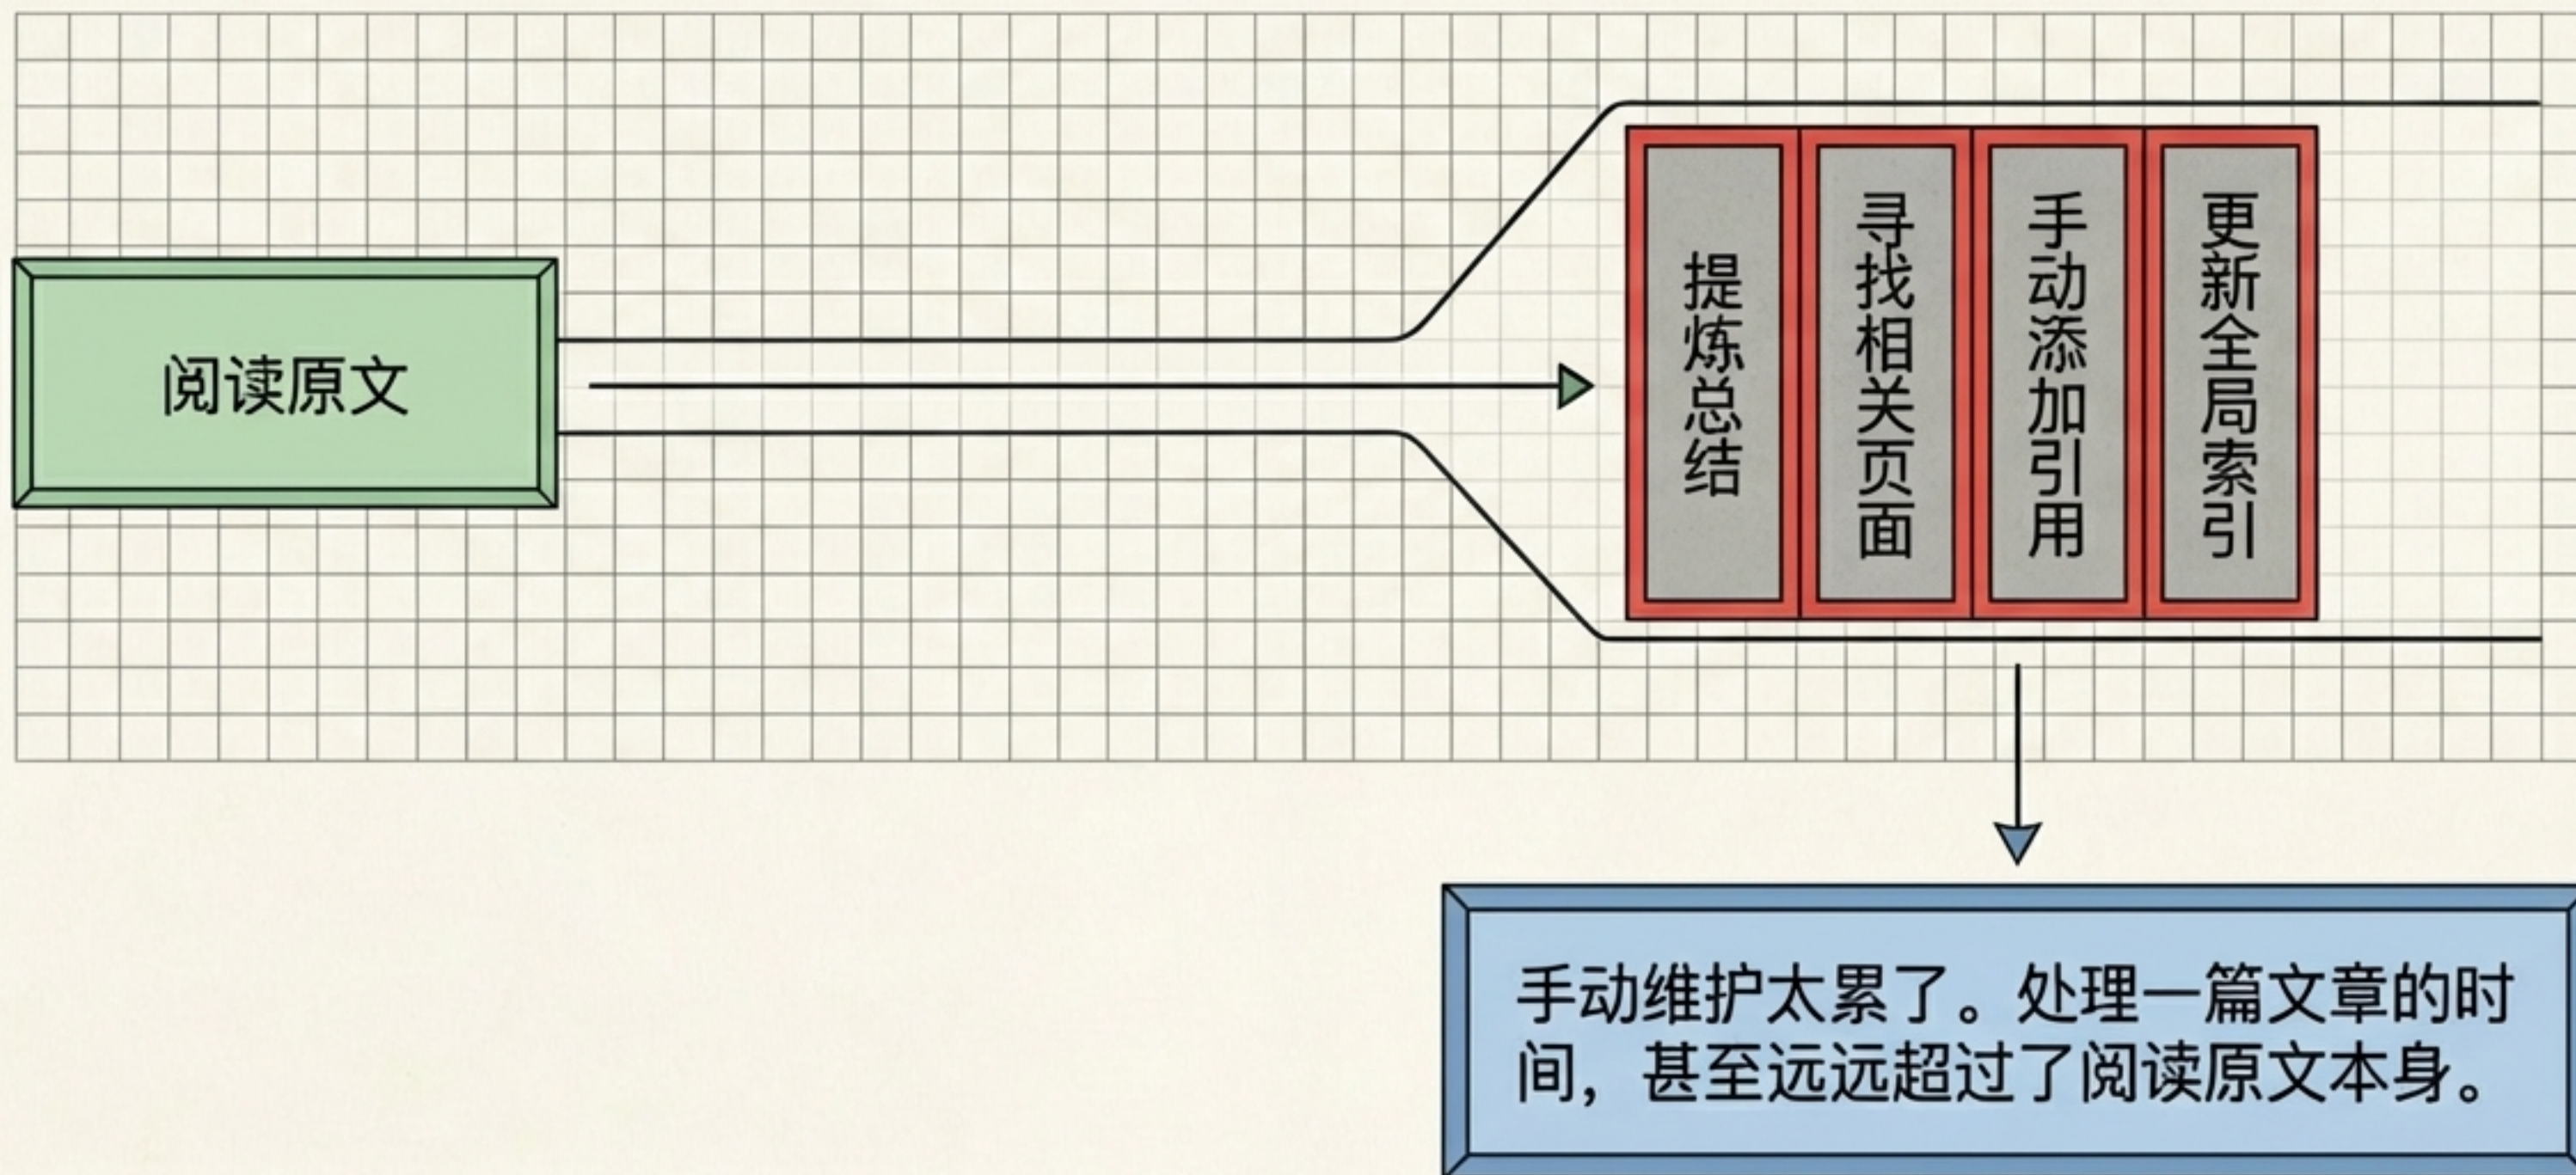 阅读原文
提炼总结
寻找相关页面
手动添加引用
更新全局索引
手动维护太累了。处理一篇文章的时
间，甚至远远超过了阅读原文本身。